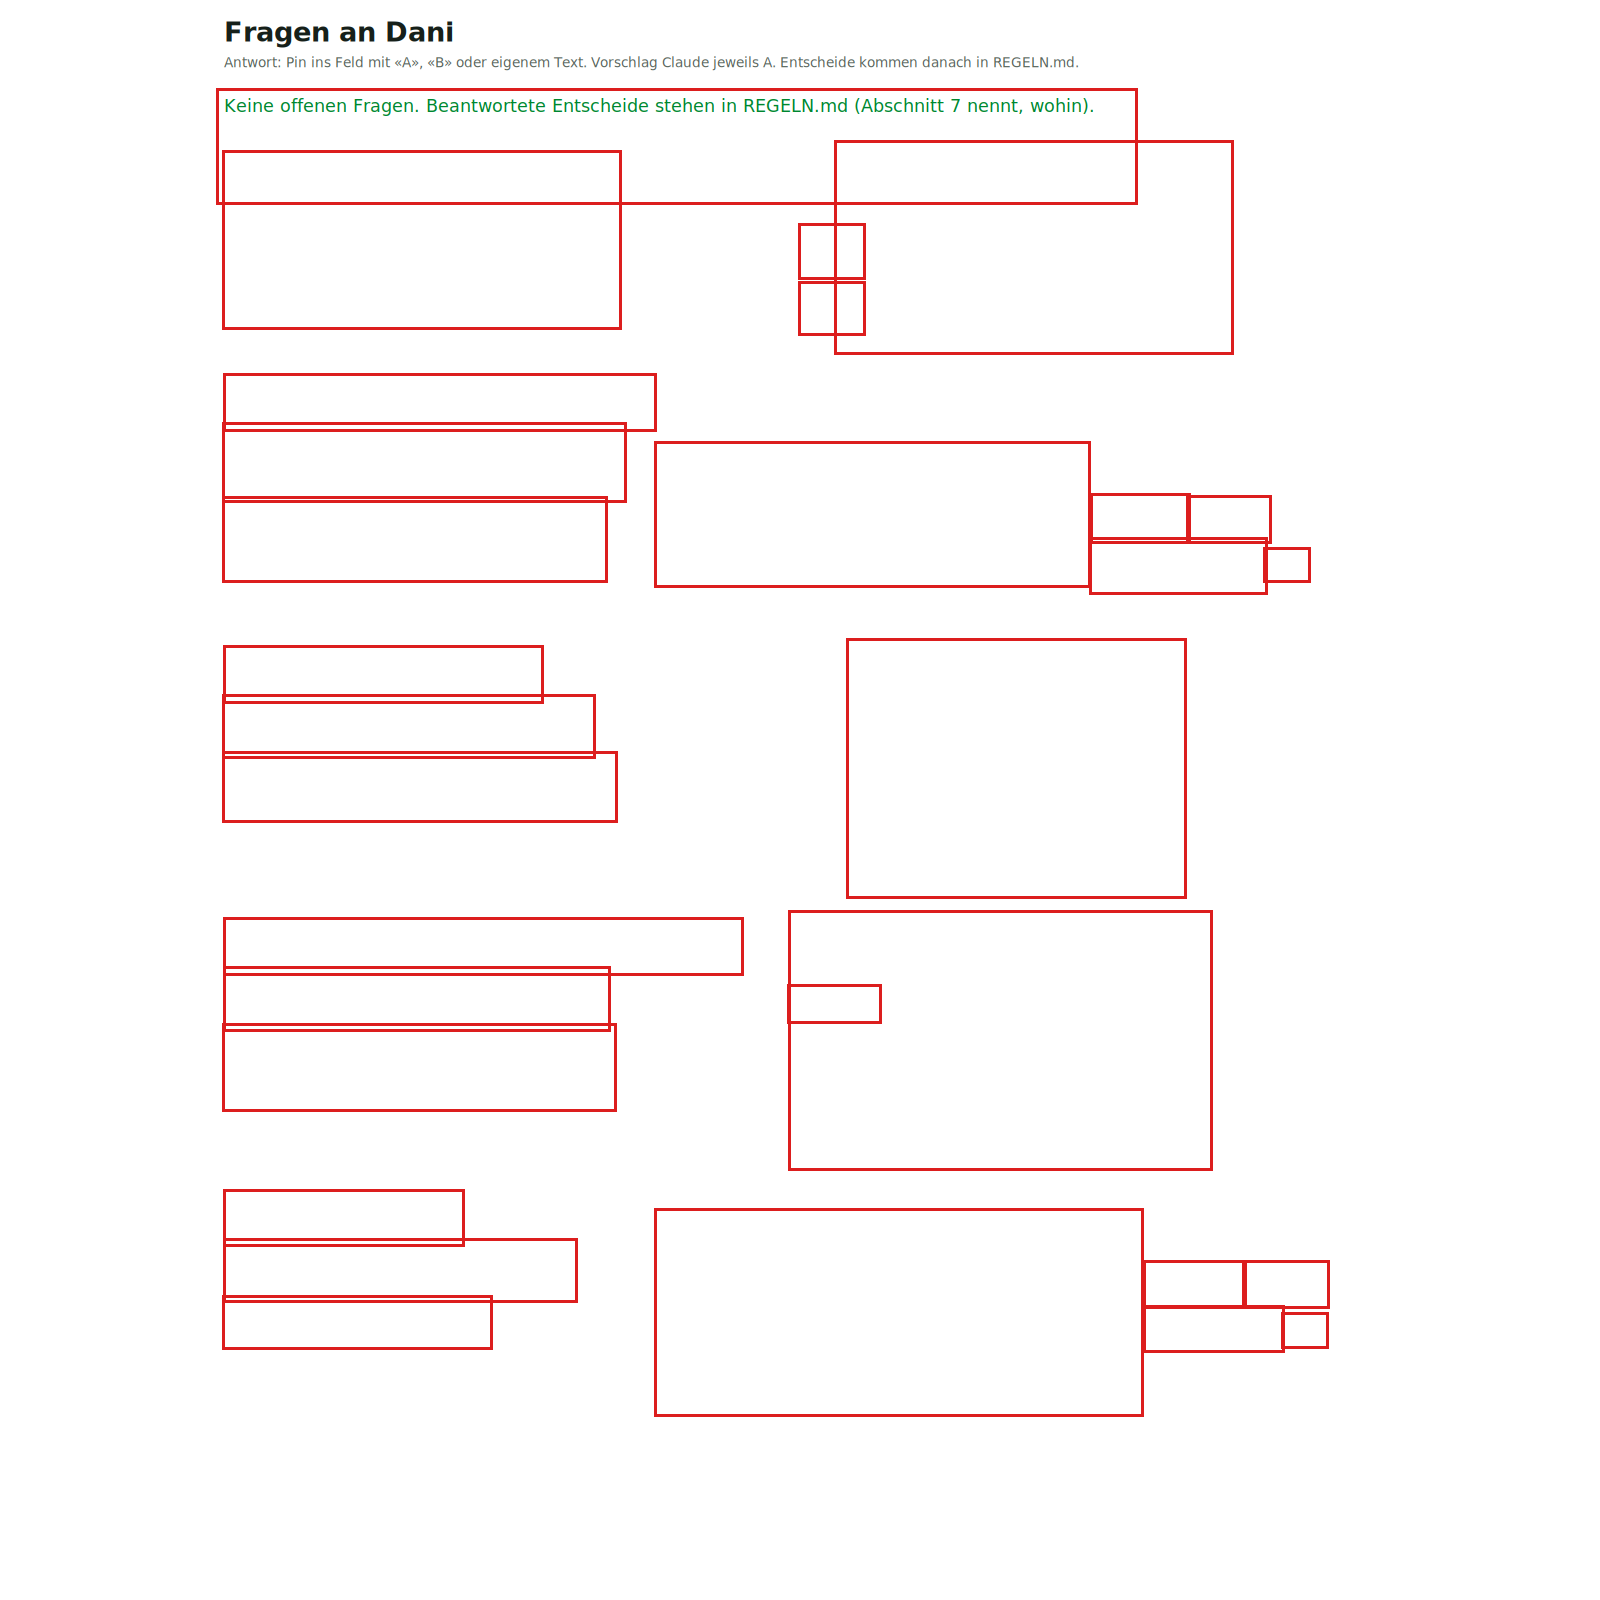 Fragen an Dani
Antwort: Pin ins Feld mit «A», «B» oder eigenem Text. Vorschlag Claude jeweils A. Entscheide kommen danach in REGELN.md.
Keine offenen Fragen. Beantwortete Entscheide stehen in REGELN.md (Abschnitt 7 nennt, wohin).